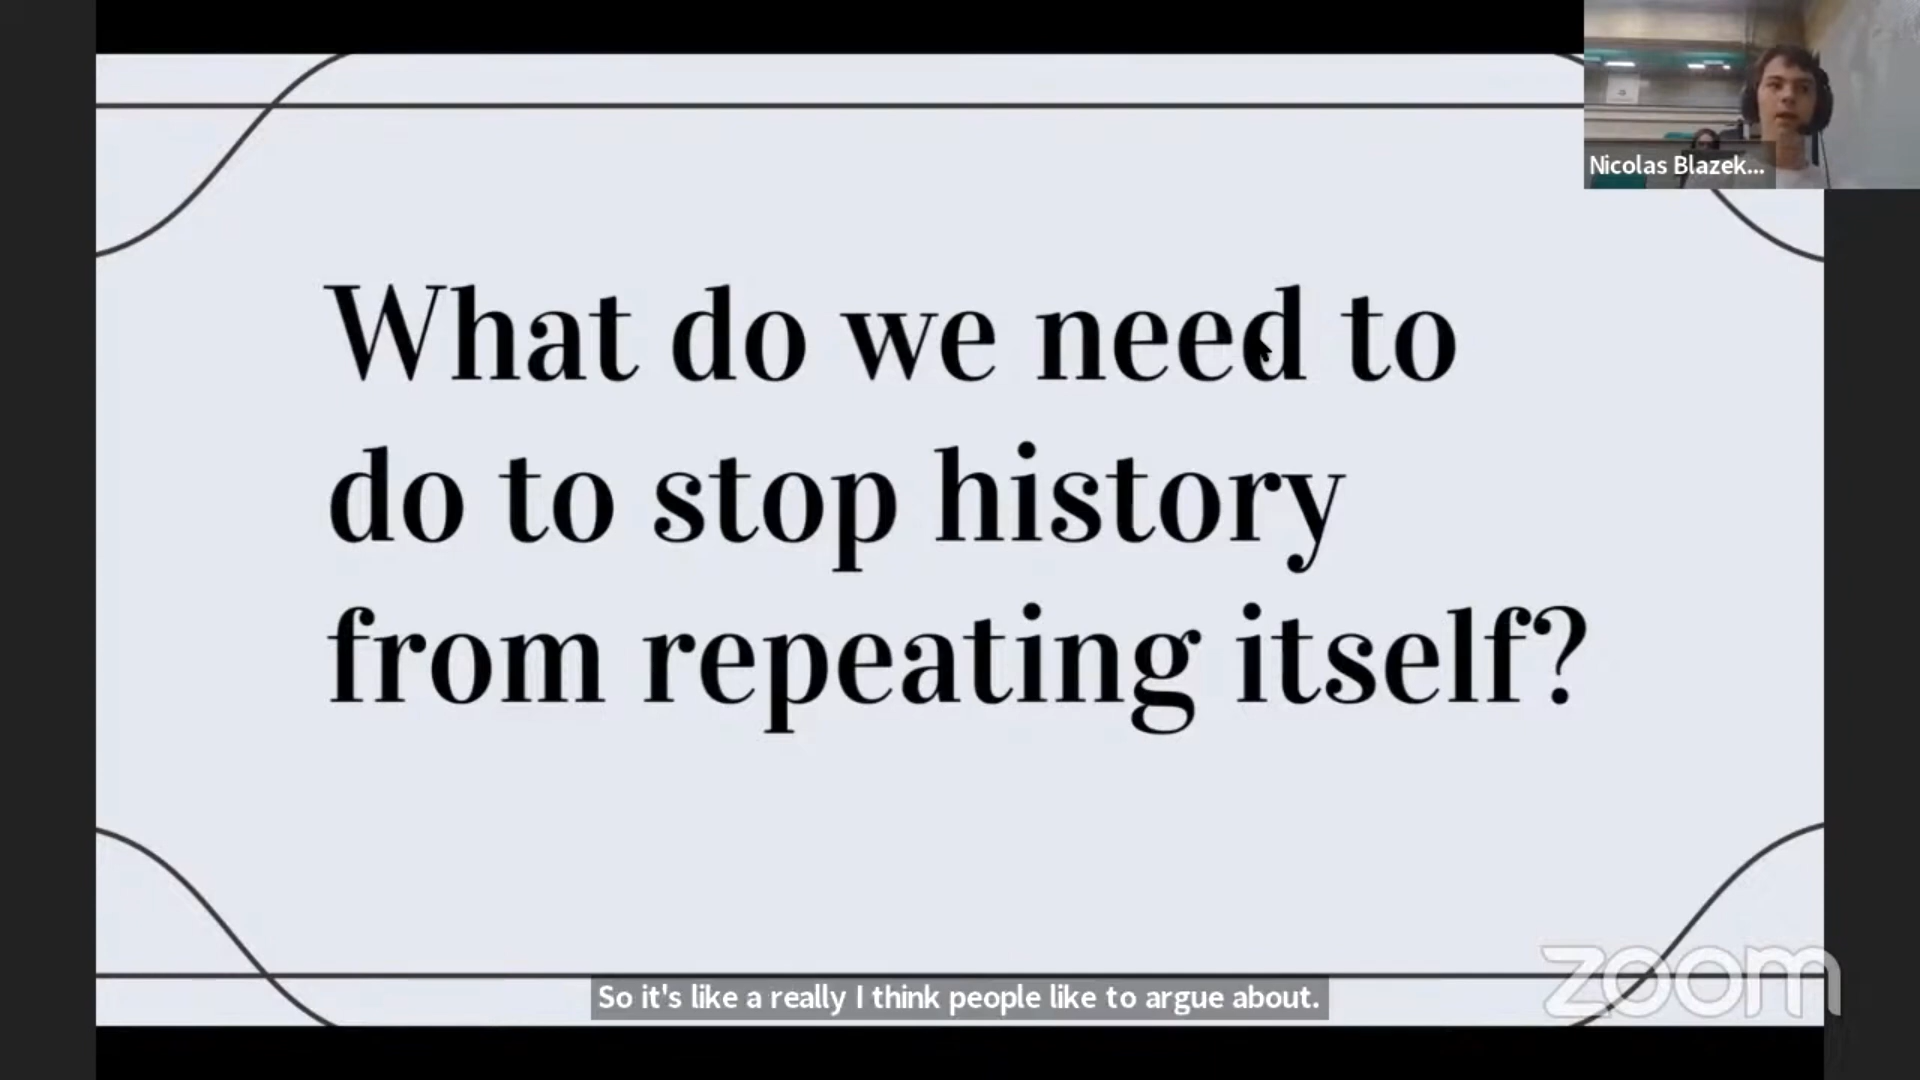 Nicolas Blazek...
What do we need to
do to stop history
from repeating itself?
So it's like a really I think people like to argue about.
zoom